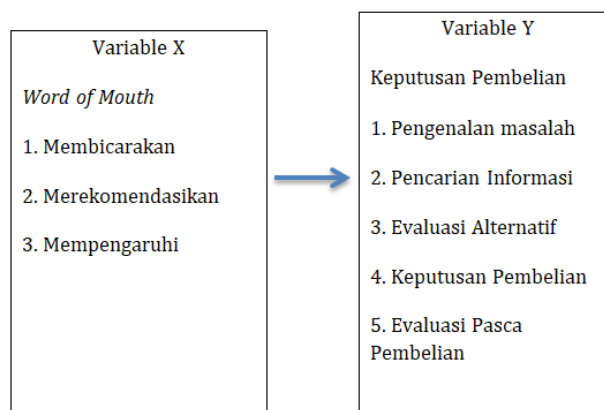 Variable X
Word of Mouth
1. Membicarakan
2. Merekomendasikan
3. Mempengaruhi
Variable Y
Keputusan Pembelian
1. Pengenalan masalah
2. Pencarian Informasi
3. Evaluasi Alternatif
4. Keputusan Pembelian
5. Evaluasi Pasca
Pembelian